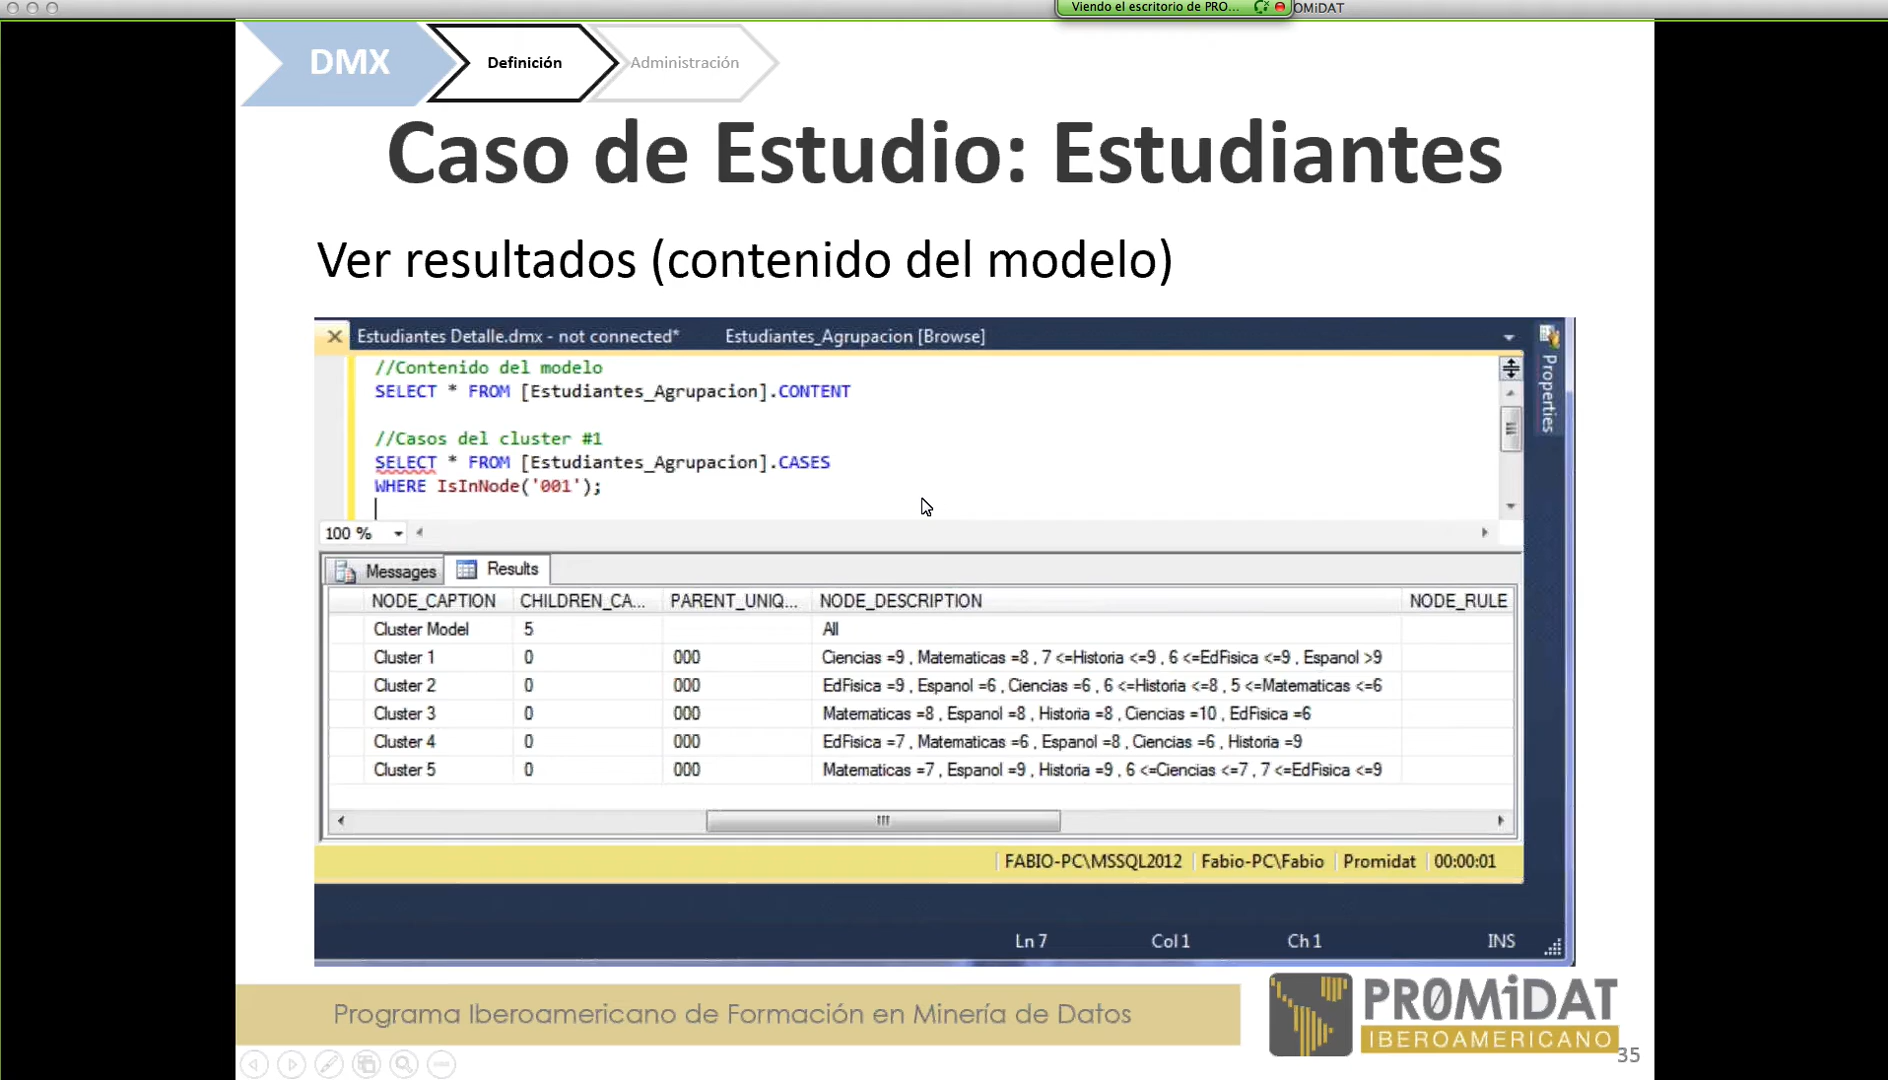 Viendo el escritorio de PRO...
OMiDAT
DMX
Definición
Administración
Caso de Estudio: Estudiantes
Ver resultados (contenido del modelo)
Estudiantes Detalle.dmx - not connected*
Estudiantes_Agrupacion [Browse]
Properties
//Contenido del modelo
SELECT * FROM [Estudiantes_Agrupacion].CONTENT
//Casos del cluster #1
SELECT * FROM [Estudiantes_Agrupacion].CASES
WHERE IsInNode('001');
100 %
Messages Results
NODE_CAPTION CHILDREN_CA... PARENT_UNIQ... NODE_DESCRIPTION NODE_RULE
Cluster Model 5 All
Cluster 1 0 000 Ciencias =9 , Matematicas =8 , 7 <=Historia <=9 , 6 <=EdFisica <=9 , Espanol >9
Cluster 2 0 000 EdFisica =9 , Espanol =6 , Ciencias =6 , 6 <=Historia <=8 , 5 <=Matematicas <=6
Cluster 3 0 000 Matematicas =8 , Espanol =8 , Historia =8 , Ciencias =10 , EdFisica =6
Cluster 4 0 000 EdFisica =7 , Matematicas =6 , Espanol =8 , Ciencias =6 , Historia =9
Cluster 5 0 000 Matematicas =7 , Espanol =9 , Historia =9 , 6 <=Ciencias <=7 , 7 <=EdFisica <=9
FABIO-PC\MSSQL2012 Fabio-PC\Fabio Promidat 00:00:01
Ln 7 Col 1 Ch 1 INS
Programa Iberoamericano de Formación en Minería de Datos
PR0MiDAT
IBEROAMERICANO
35